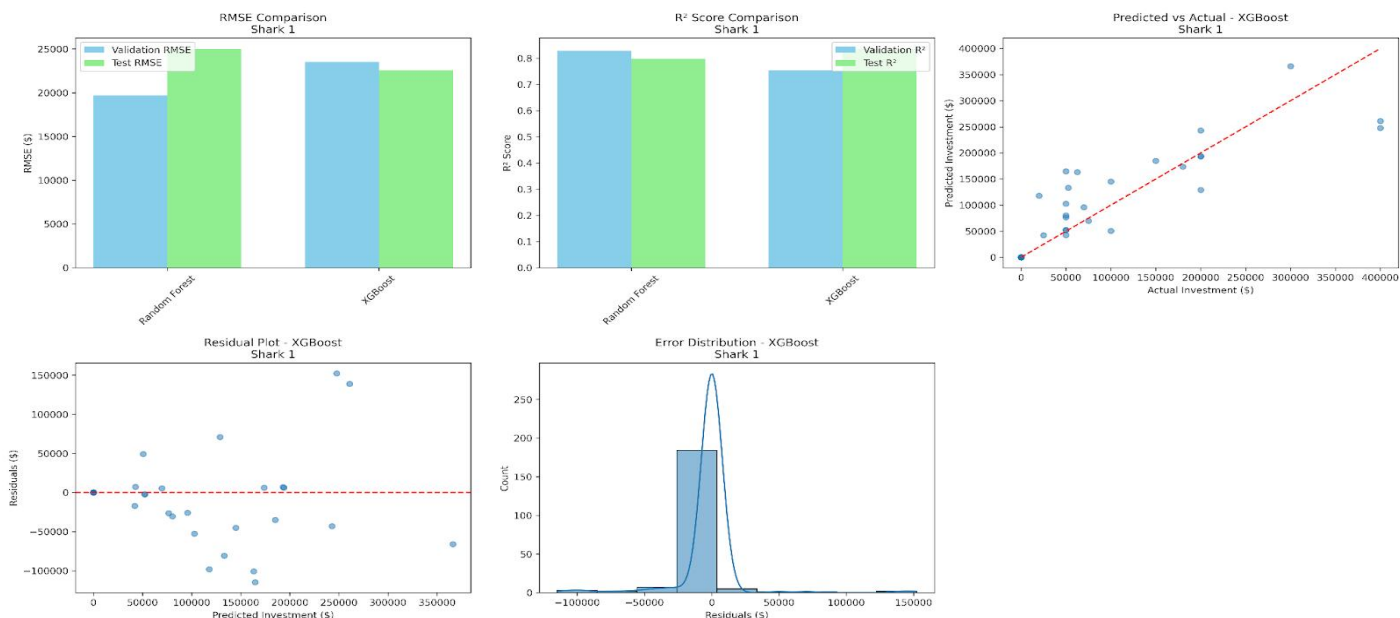 RMSE Comparison
Shark 1
Validation RMSE
Test RMSE
RMSE ($)
25000
20000
15000
10000
5000
0
Random Forest
XGBoost
R² Score Comparison
Shark 1
Validation R²
Test R²
R² Score
0.8
0.7
0.6
0.5
0.4
0.3
0.2
0.1
0.0
Random Forest
XGBoost
Predicted vs Actual - XGBoost
Shark 1
Predicted Investment ($)
400000
350000
300000
250000
200000
150000
100000
50000
0
0 50000 100000 150000 200000 250000 300000 350000 400000
Actual Investment ($)
Residual Plot - XGBoost
Shark 1
Residuals ($)
150000
100000
50000
0
−50000
−100000
0 50000 100000 150000 200000 250000 300000 350000
Predicted Investment ($)
Error Distribution - XGBoost
Shark 1
Count
250
200
150
100
50
0
−100000 −50000 0 50000 100000 150000
Residuals ($)